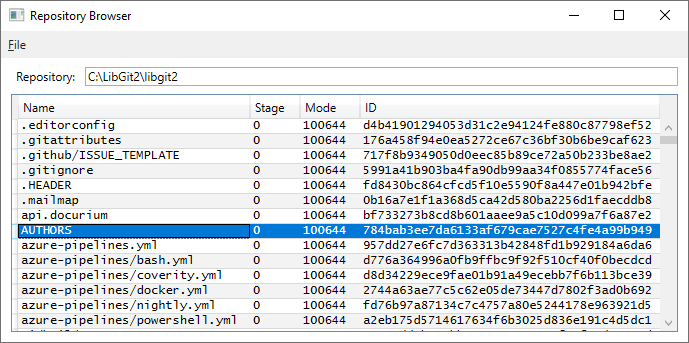 Repository Browser
File
Repository: C:\LibGit2\libgit2
Name Stage Mode ID
.editorconfig 0 100644 d4b41901294053d31c2e94124fe880c87798ef52
.gitattributes 0 100644 176a458f94e0ea5272ce67c36bf30b6be9caf623
.github/ISSUE_TEMPLATE 0 100644 717f8b9349050d0eec85b89ce72a50b233be8ae2
.gitignore 0 100644 5991a41b903ba4fa90db99aa34f0855774face56
.HEADER 0 100644 fd8430bc864cfcd5f10e5590f8a447e01b942bfe
.mailmap 0 100644 0b16a7e1f1a368d5ca42d580ba2256d1faecddb8
api.docurium 0 100644 bf733273b8cd8b601aaee9a5c10d099a7f6a87e2
AUTHORS 0 100644 784bab3ee7da6133af679cae7527c4fe4a99b949
azure-pipelines.yml 0 100644 957dd27e6fc7d363313b42848fd1b929184a6da6
azure-pipelines/bash.yml 0 100644 d776a364996a0fb9ffbc9f92f510cf40f0becdcd
azure-pipelines/coverity.yml 0 100644 d8d34229ece9fae01b91a49ecebb7f6b113bce39
azure-pipelines/docker.yml 0 100644 2744a63ae77c5c62e05de73447d7802f3ad0b692
azure-pipelines/nightly.yml 0 100644 fd76b97a87134c7c4757a80e5244178e963921d5
azure-pipelines/powershell.yml 0 100644 a2eb175d5714617634f6b3025d836e191c4d5dc1